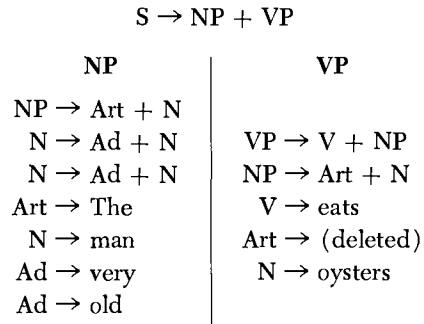 S → NP + VP
NP VP
NP → Art + N
N → Ad + N VP → V + NP
N → Ad + N NP → Art + N
Art → The V → eats
N → man Art → (deleted)
Ad → very N → oysters
Ad → old